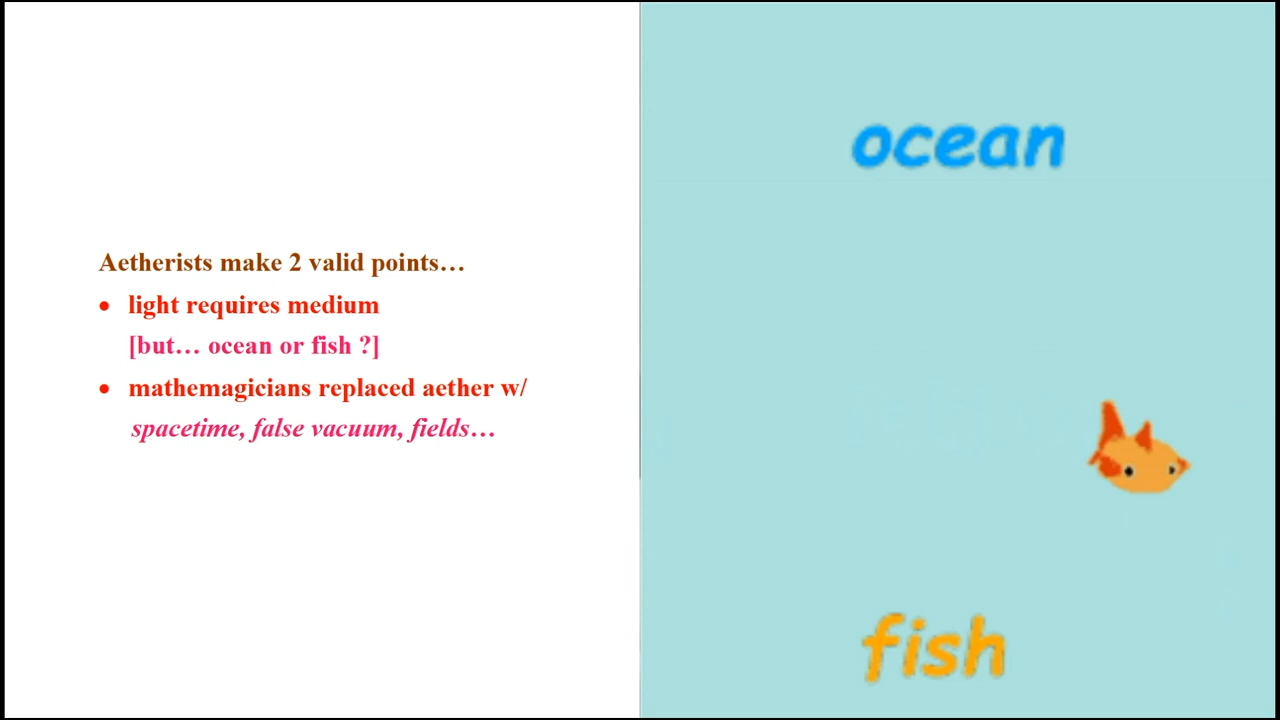 Aetherists make 2 valid points…
• light requires medium
[but… ocean or fish ?]
• mathemagicians replaced aether w/
spacetime, false vacuum, fields…
ocean
fish